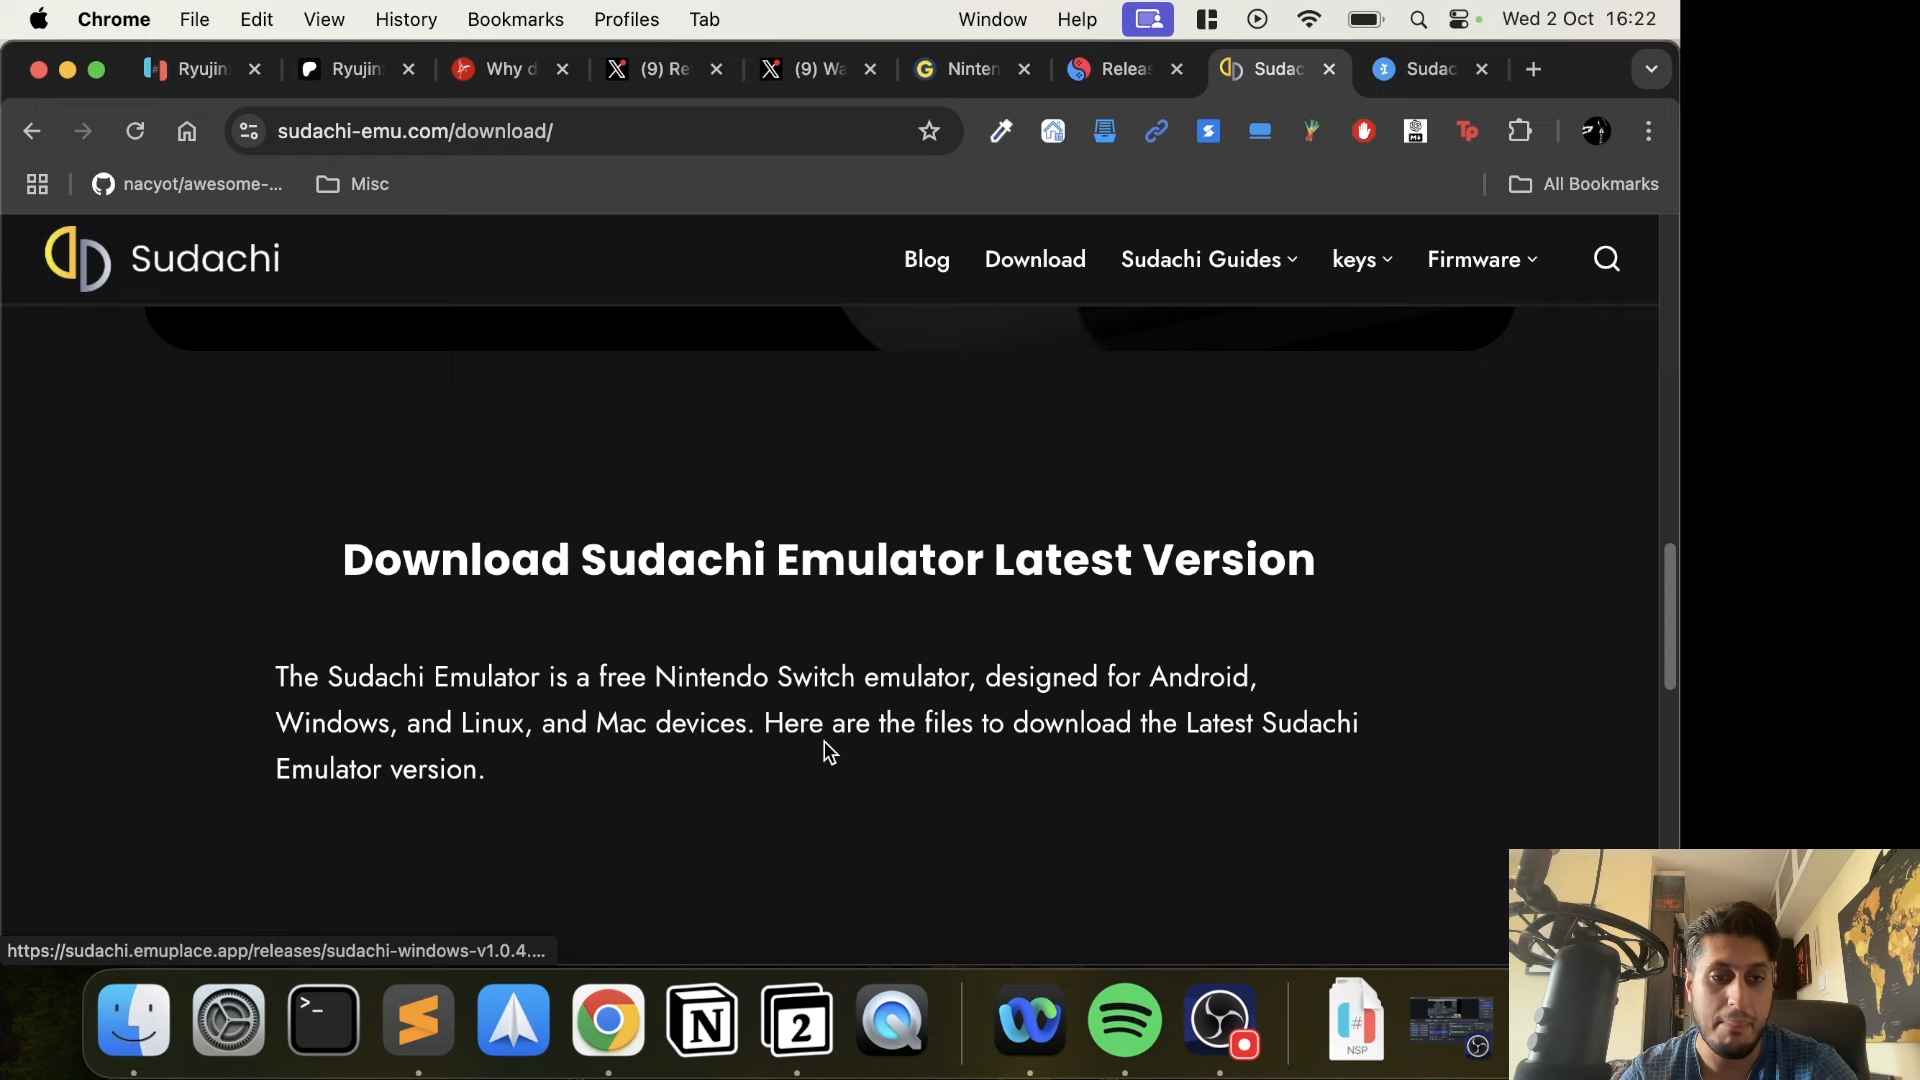 Chrome File Edit View History Bookmarks Profiles Tab Window Help Wed 2 Oct 16:22
Ryujin Ryujin Why d (9) Re (9) Wa Ninten Releas Sudac Sudac
sudachi-emu.com/download/
nacyot/awesome-... Misc All Bookmarks
Sudachi Blog Download Sudachi Guides keys Firmware
Download Sudachi Emulator Latest Version
The Sudachi Emulator is a free Nintendo Switch emulator, designed for Android,
Windows, and Linux, and Mac devices. Here are the files to download the Latest Sudachi
Emulator version.
https://sudachi.emuplace.app/releases/sudachi-windows-v1.0.4....
NSP